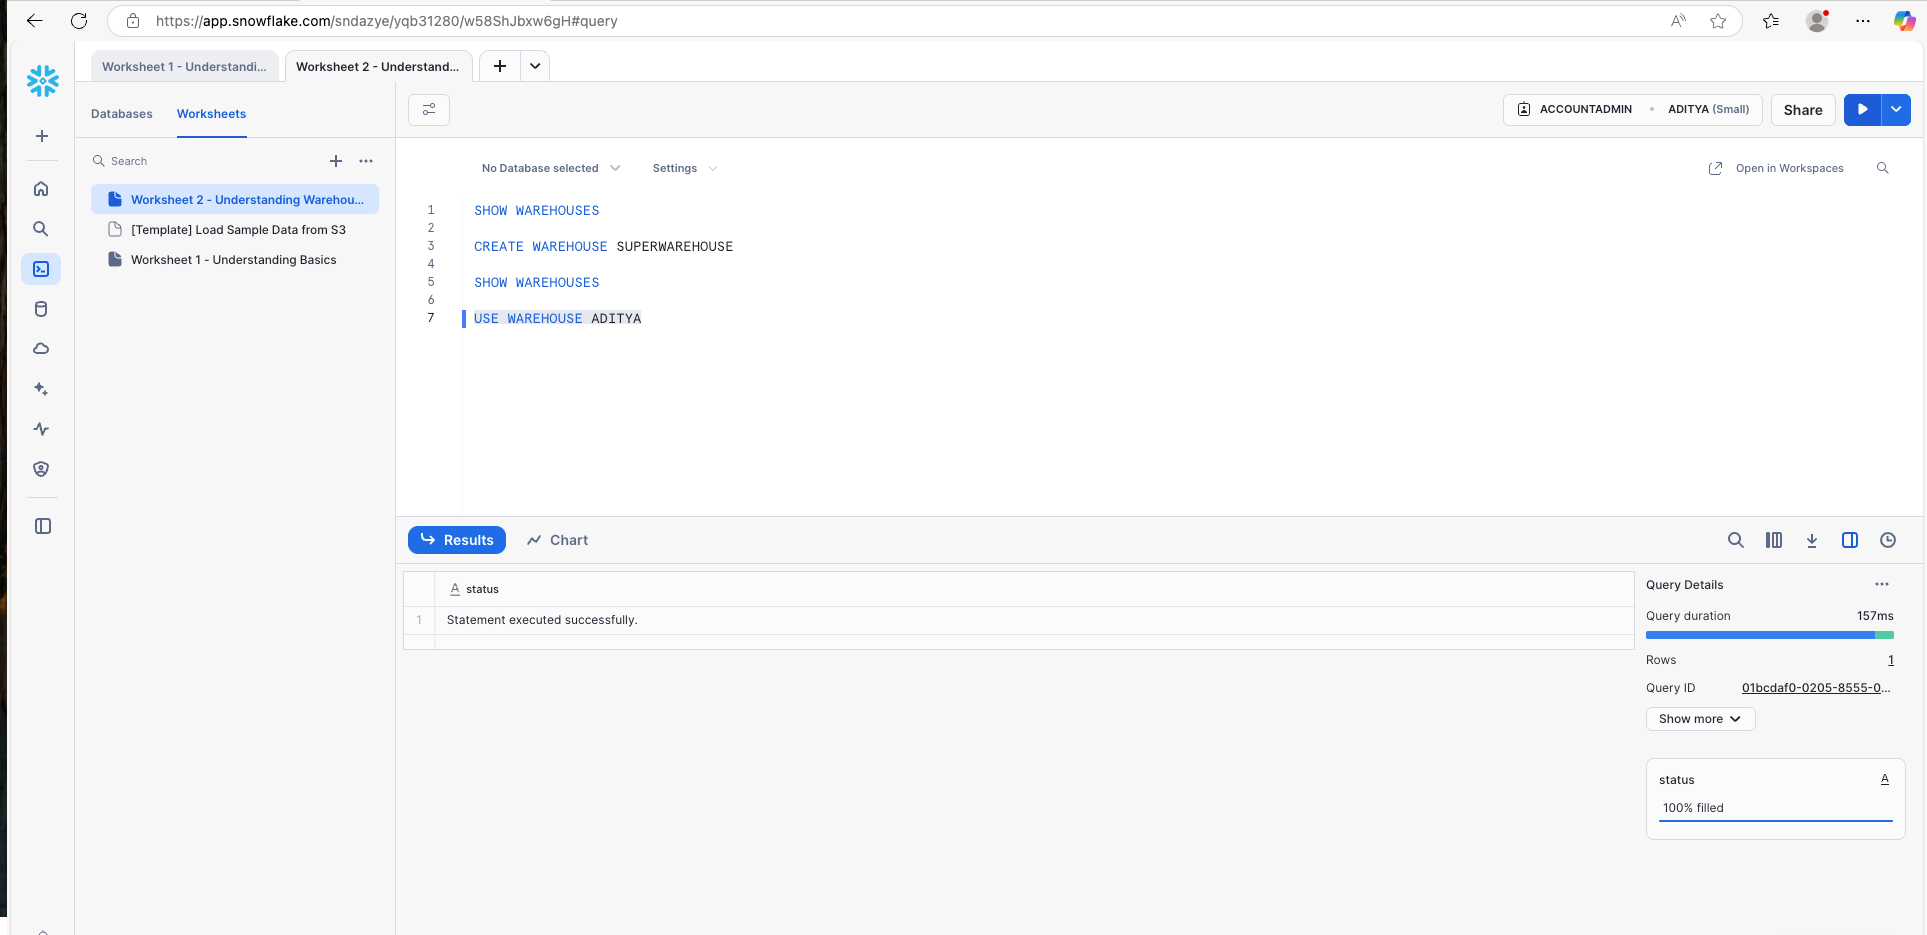 https://app.snowflake.com/sndazye/yqb31280/w58ShJbxw6gH#query
Worksheet 1 - Understandi...
Worksheet 2 - Understand...
Databases
Worksheets
ACCOUNTADMIN
ADITYA (Small)
Share
Search
No Database selected
Settings
Open in Workspaces
Worksheet 2 - Understanding Warehou...
[Template] Load Sample Data from S3
Worksheet 1 - Understanding Basics
1 SHOW WAREHOUSES
2
3 CREATE WAREHOUSE SUPERWAREHOUSE
4
5 SHOW WAREHOUSES
6
7 USE WAREHOUSE ADITYA
Results
Chart
A status
1 Statement executed successfully.
Query Details
Query duration 157ms
Rows 1
Query ID 01bcdaf0-0205-8555-0...
Show more
status A
100% filled